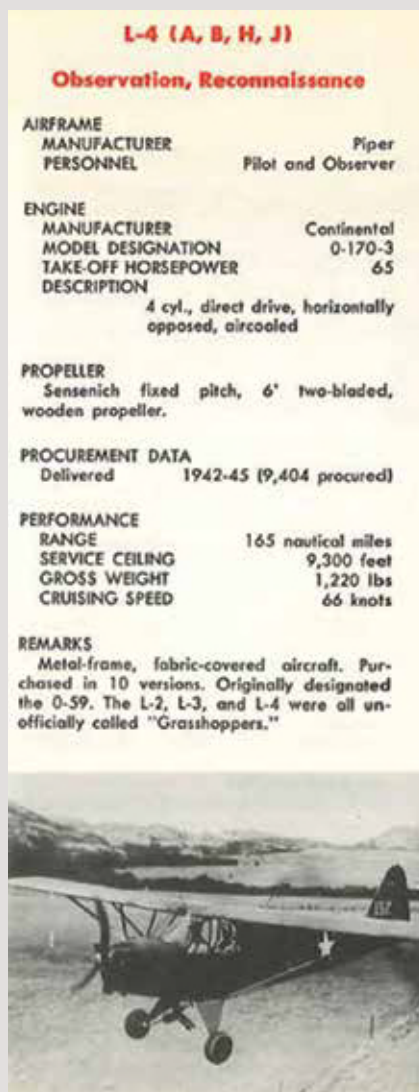 L-4 (A, B, H, J)
Observation, Reconnaissance
AIRFRAME
MANUFACTURER Piper
PERSONNEL Pilot and Observer
ENGINE
MANUFACTURER Continental
MODEL DESIGNATION 0-170-3
TAKE-OFF HORSEPOWER 65
DESCRIPTION
4 cyl., direct drive, horizontally
opposed, aircooled
PROPELLER
Sensenich fixed pitch, 6' two-bladed,
wooden propeller.
PROCUREMENT DATA
Delivered 1942-45 (9,404 procured)
PERFORMANCE
RANGE 165 nautical miles
SERVICE CEILING 9,300 feet
GROSS WEIGHT 1,220 lbs
CRUISING SPEED 66 knots
REMARKS
Metal-frame, fabric-covered aircraft. Pur-
chased in 10 versions. Originally designated
the 0-59. The L-2, L-3, and L-4 were all un-
officially called "Grasshoppers."